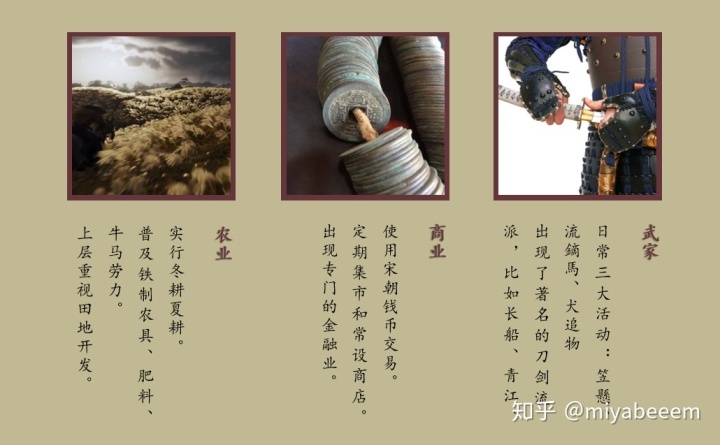 农业
实行冬耕夏耕。
普及铁制农具、肥料、
牛马劳力。
上层重视田地开发。
商业
使用宋朝钱币交易。
定期集市和常设商店。
出现专门的金融业。
武家
日常三大活动：笠懸、
流鏑馬、犬追物
出现了著名的刀剑流
派，比如长船、青江
知乎 @miyabeeem